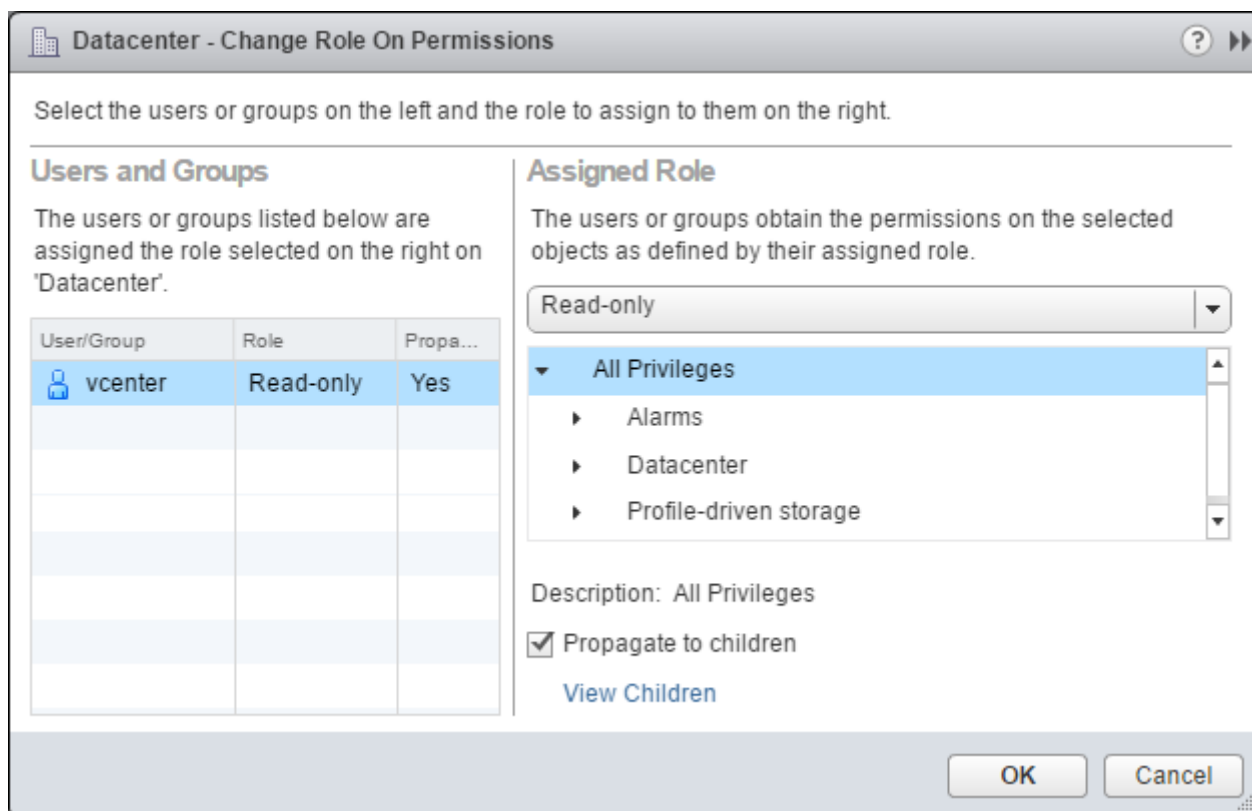 Datacenter - Change Role On Permissions
?
Select the users or groups on the left and the role to assign to them on the right.
Users and Groups
The users or groups listed below are
assigned the role selected on the right on
'Datacenter'.
User/Group Role Propa...
vcenter Read-only Yes
Assigned Role
The users or groups obtain the permissions on the selected
objects as defined by their assigned role.
Read-only
All Privileges
Alarms
Datacenter
Profile-driven storage
Description: All Privileges
Propagate to children
View Children
OK Cancel